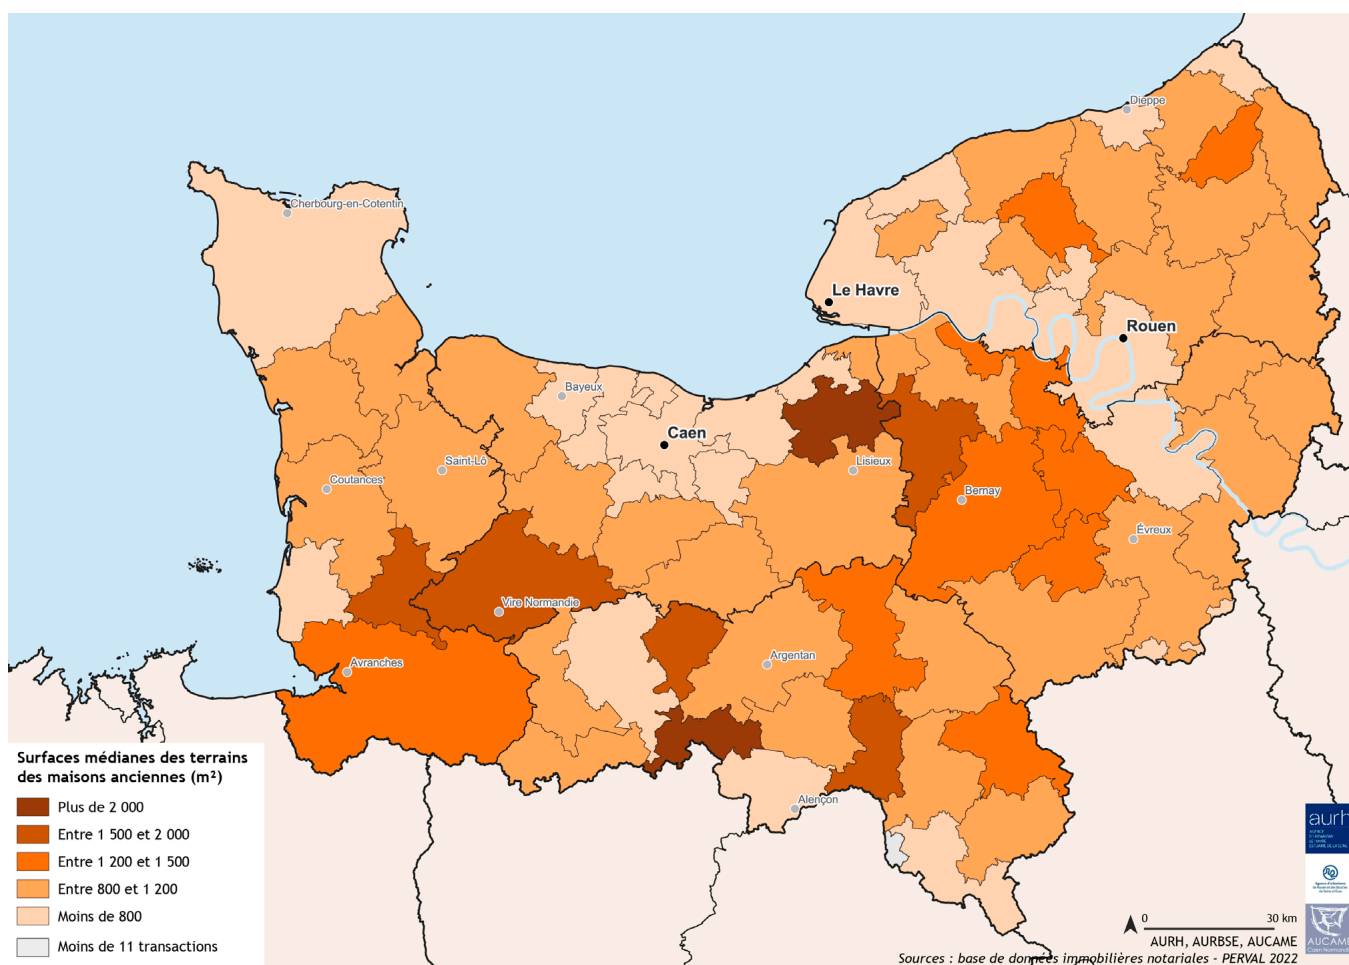 Dieppe
Cherbourg-en-Cotentin
Le Havre
Rouen
Bayeux
Caen
Saint-Lô
Lisieux
Coutances
Bernay
Évreux
Vire Normandie
Argentan
Avranches
Alençon
Surfaces médianes des terrains
des maisons anciennes (m²)
Plus de 2 000
Entre 1 500 et 2 000
Entre 1 200 et 1 500
Entre 800 et 1 200
Moins de 800
Moins de 11 transactions
aurh
AUCAME
Caen Normandie
0 30 km
AURH, AURBSE, AUCAME
Sources : base de données immobilières notariales - PERVAL 2022